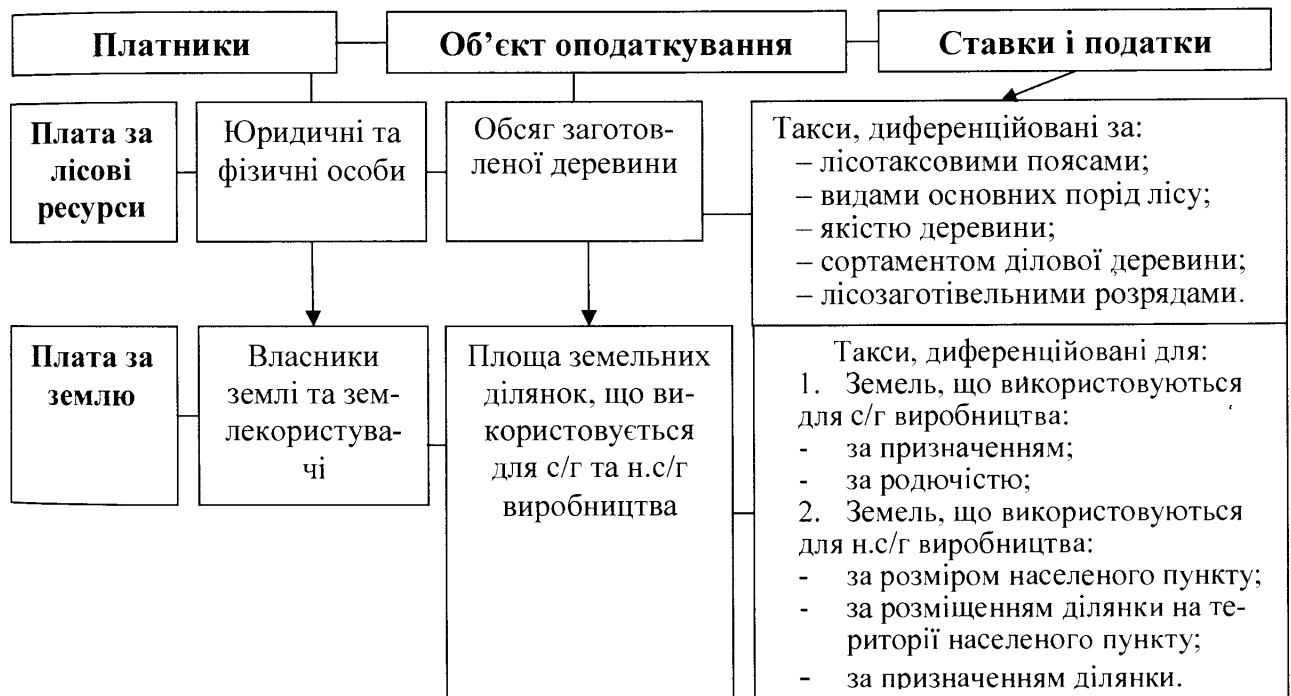 Платники
Об’єкт оподаткування
Ставки і податки
Плата за
лісові
ресурси
Юридичні та
фізичні особи
Обсяг заготов-
леної деревини
Такси, диференційовані за:
– лісотаксовими поясами;
– видами основних порід лісу;
– якістю деревини;
– сортаментом ділової деревини;
– лісозаготівельними розрядами.
Плата за
землю
Власники
землі та зем-
лекористува-
чі
Площа земельних
ділянок, що ви-
користовується
для с/г та н.с/г
виробництва
Такси, диференційовані для:
1. Земель, що використовуються
для с/г виробництва:
- за призначенням;
- за родючістю;
2. Земель, що використовуються
для н.с/г виробництва:
- за розміром населеного пункту;
- за розміщенням ділянки на те-
риторії населеного пункту;
- за призначенням ділянки.